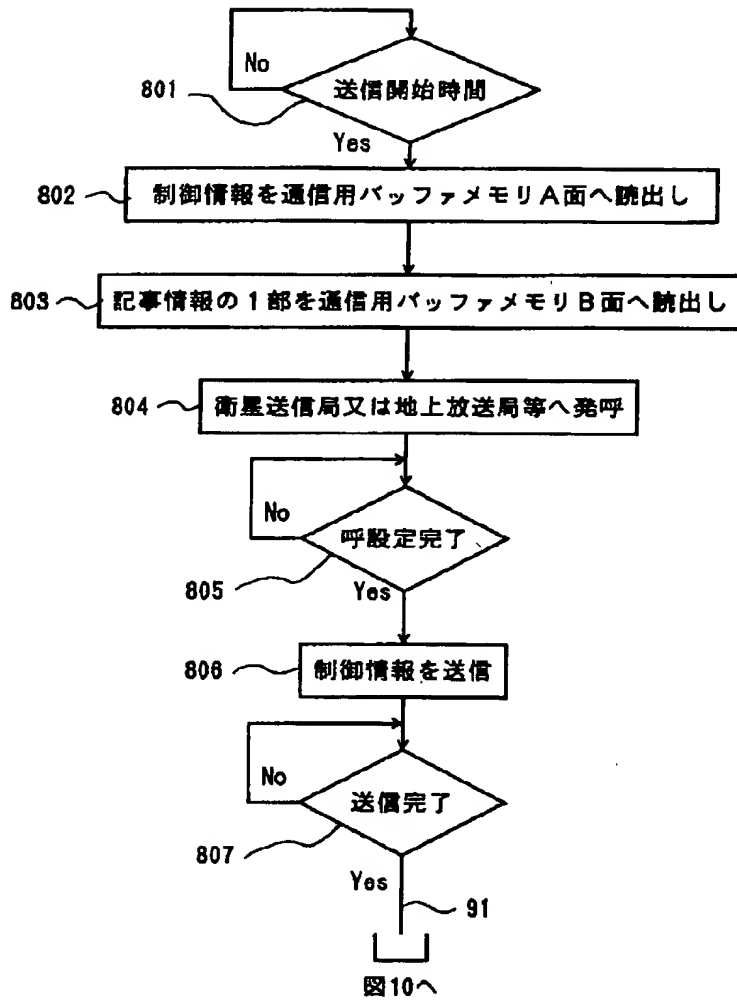 No
801
送信開始時間
Yes
802
制御情報を通信用バッファメモリA面へ読出し
803
記事情報の1部を通信用バッファメモリB面へ読出し
804
衛星送信局又は地上放送局等へ発呼
No
呼設定完了
805
Yes
806
制御情報を送信
No
送信完了
807
Yes
91
図10へ